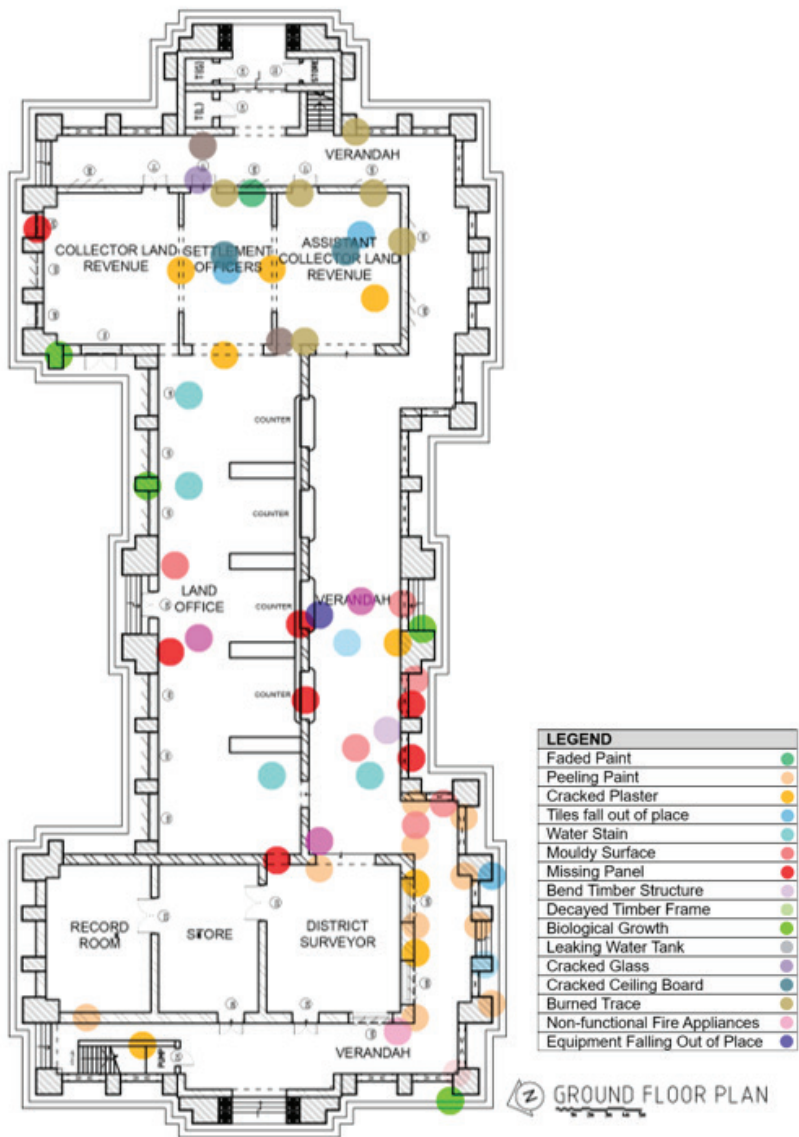 T(G)
STORE
T(L)
VERANDAH
COLLECTOR LAND
REVENUE
SETTLEMENT
OFFICERS
ASSISTANT
COLLECTOR LAND
REVENUE
COUNTER
COUNTER
LAND
OFFICE
COUNTER
VERANDAH
COUNTER
RECORD
ROOM
STORE
DISTRICT
SURVEYOR
PUMP
VERANDAH
LEGEND
Faded Paint
Peeling Paint
Cracked Plaster
Tiles fall out of place
Water Stain
Mouldy Surface
Missing Panel
Bend Timber Structure
Decayed Timber Frame
Biological Growth
Leaking Water Tank
Cracked Glass
Cracked Ceiling Board
Burned Trace
Non-functional Fire Appliances
Equipment Falling Out of Place
Z GROUND FLOOR PLAN